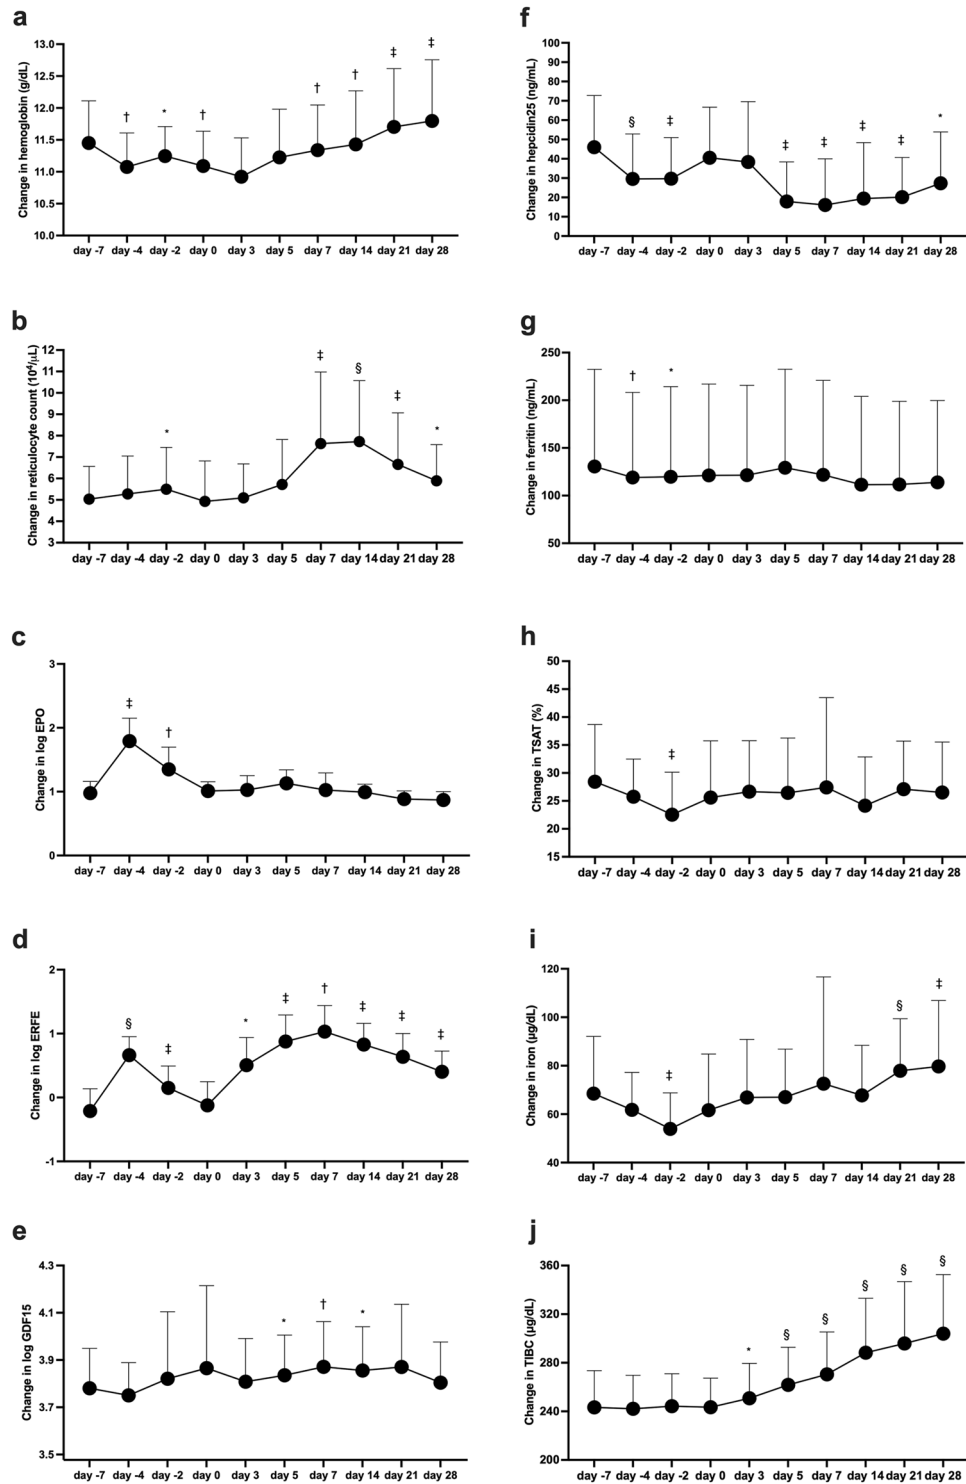 a
Change in hemoglobin (g/dL)
13.0
12.5
12.0
11.5
11.0
10.5
10.0
† * † † † ‡ ‡
day -7 day -4 day -2 day 0 day 3 day 5 day 7 day 14 day 21 day 28
b
Change in reticulocyte count (10⁴/μL)
12
11
10
9
8
7
6
5
4
3
* ‡ § ‡ *
day -7 day -4 day -2 day 0 day 3 day 5 day 7 day 14 day 21 day 28
c
Change in log EPO
3
2
1
0
‡ †
day -7 day -4 day -2 day 0 day 3 day 5 day 7 day 14 day 21 day 28
d
Change in log ERFE
2
1
0
-1
§ ‡ * ‡ † ‡ ‡ ‡
day -7 day -4 day -2 day 0 day 3 day 5 day 7 day 14 day 21 day 28
e
Change in log GDF15
4.3
4.1
3.9
3.7
3.5
* † *
day -7 day -4 day -2 day 0 day 3 day 5 day 7 day 14 day 21 day 28
f
Change in hepcidin25 (ng/mL)
100
90
80
70
60
50
40
30
20
10
0
§ ‡ ‡ ‡ ‡ ‡ *
day -7 day -4 day -2 day 0 day 3 day 5 day 7 day 14 day 21 day 28
g
Change in ferritin (ng/mL)
250
200
150
100
50
† *
day -7 day -4 day -2 day 0 day 3 day 5 day 7 day 14 day 21 day 28
h
Change in TSAT (%)
50
45
40
35
30
25
20
15
‡
day -7 day -4 day -2 day 0 day 3 day 5 day 7 day 14 day 21 day 28
i
Change in iron (μg/dL)
120
100
80
60
40
‡ § ‡
day -7 day -4 day -2 day 0 day 3 day 5 day 7 day 14 day 21 day 28
j
Change in TIBC (μg/dL)
360
320
280
240
200
* § § § § §
day -7 day -4 day -2 day 0 day 3 day 5 day 7 day 14 day 21 day 28